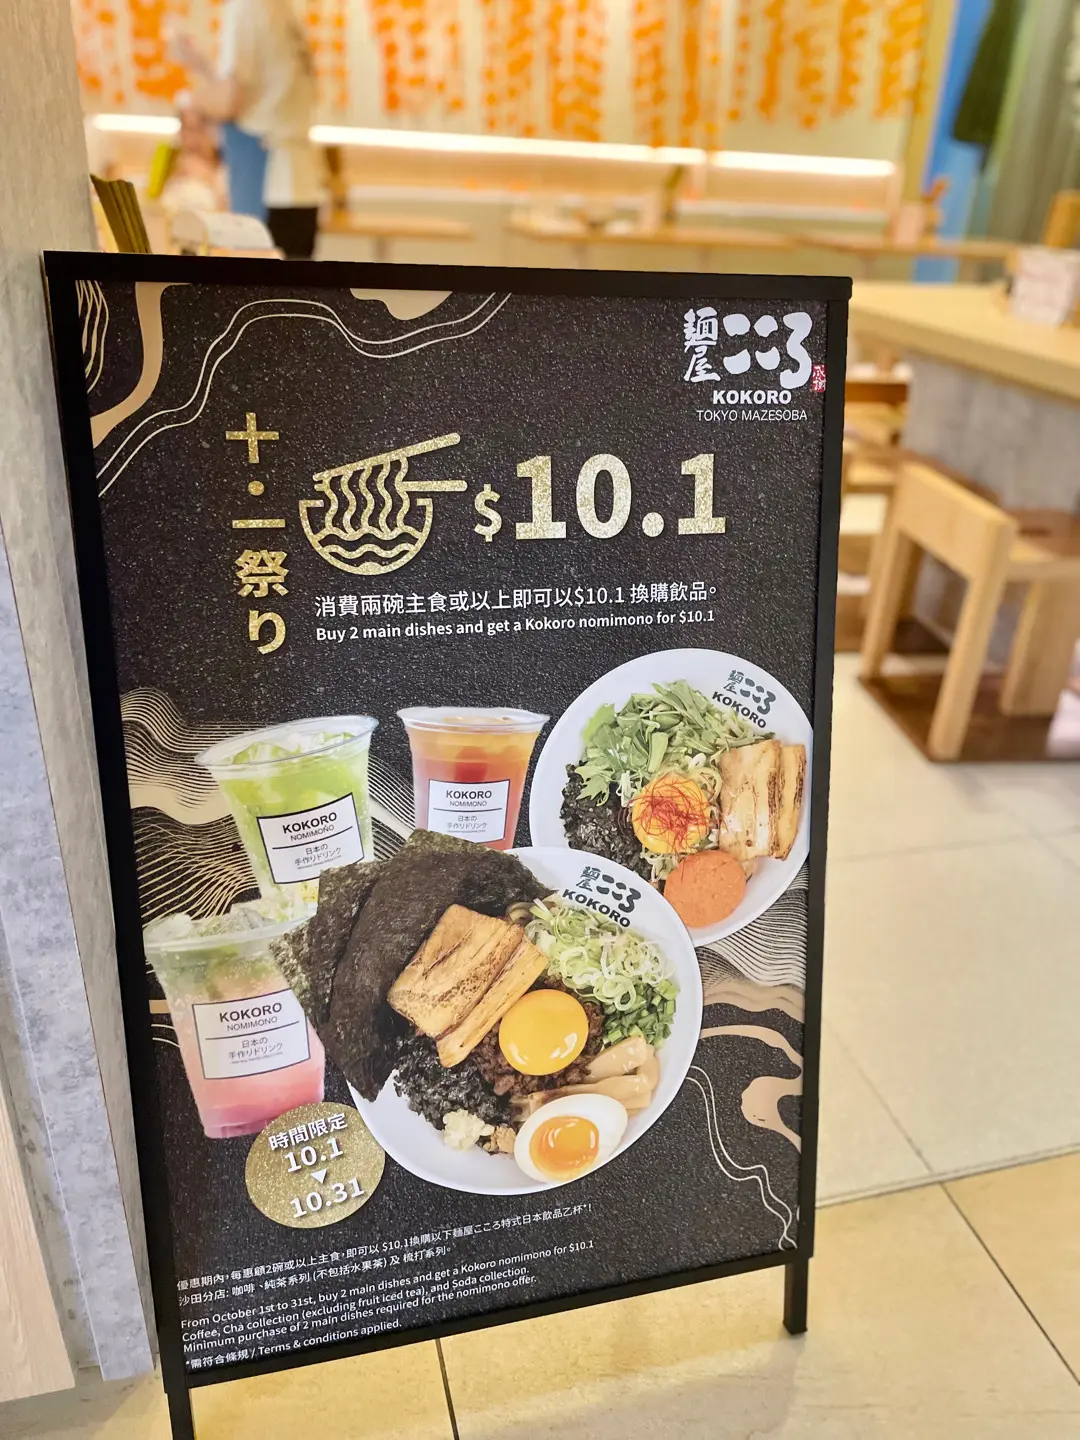 麺屋こころ
KOKORO
TOKYO MAZESOBA
十・一祭り
$10.1
消費兩碗主食或以上即可以$10.1 換購飲品。
Buy 2 main dishes and get a Kokoro nomimono for $10.1
麺屋こころ
KOKORO
KOKORO
NOMIMONO
日本の
手作りドリンク
KOKORO
NOMIMONO
日本の
手作りドリンク
麺屋こころ
KOKORO
KOKORO
NOMIMONO
日本の
手作りドリンク
時間限定
10.1
10.31
優惠期內,每惠顧2碗或以上主食,即可以 $10.1換購以下麺屋こころ特式日本飲品乙杯*!
沙田分店: 咖啡、純茶系列 (不包括水果茶) 及 梳打系列。
From October 1st to 31st, buy 2 main dishes and get a Kokoro nomimono for $10.1
Coffee, Cha collection (excluding fruit iced tea), and Soda collection.
Minimum purchase of 2 main dishes required for the nomimono offer.
*需符合條規 / Terms & conditions applied.